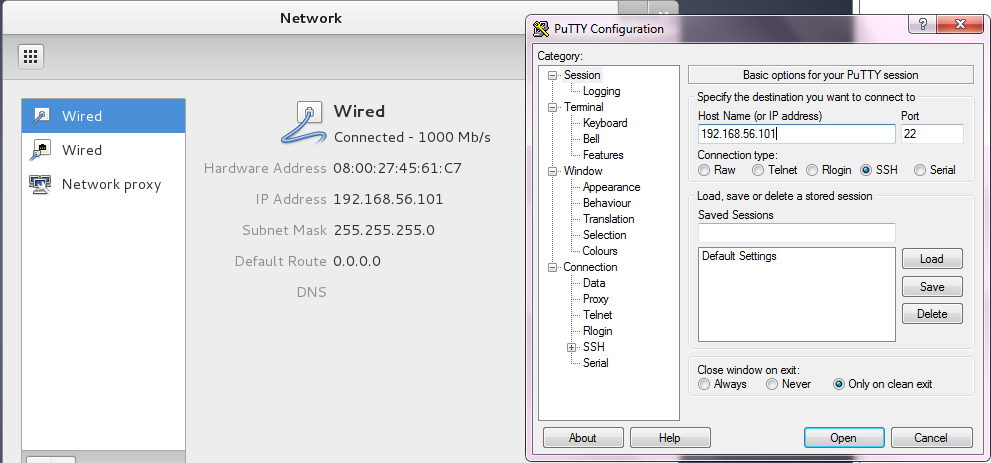 Network
Wired
Wired
Network proxy
Wired
Connected - 1000 Mb/s
Hardware Address 08:00:27:45:61:C7
IP Address 192.168.56.101
Subnet Mask 255.255.255.0
Default Route 0.0.0.0
DNS
PuTTY Configuration
?
Category:
Session
Logging
Terminal
Keyboard
Bell
Features
Window
Appearance
Behaviour
Translation
Selection
Colours
Connection
Data
Proxy
Telnet
Rlogin
SSH
Serial
Basic options for your PuTTY session
Specify the destination you want to connect to
Host Name (or IP address) Port
192.168.56.101 22
Connection type:
Raw Telnet Rlogin SSH Serial
Load, save or delete a stored session
Saved Sessions
Default Settings
Load
Save
Delete
Close window on exit:
Always Never Only on clean exit
About Help Open Cancel